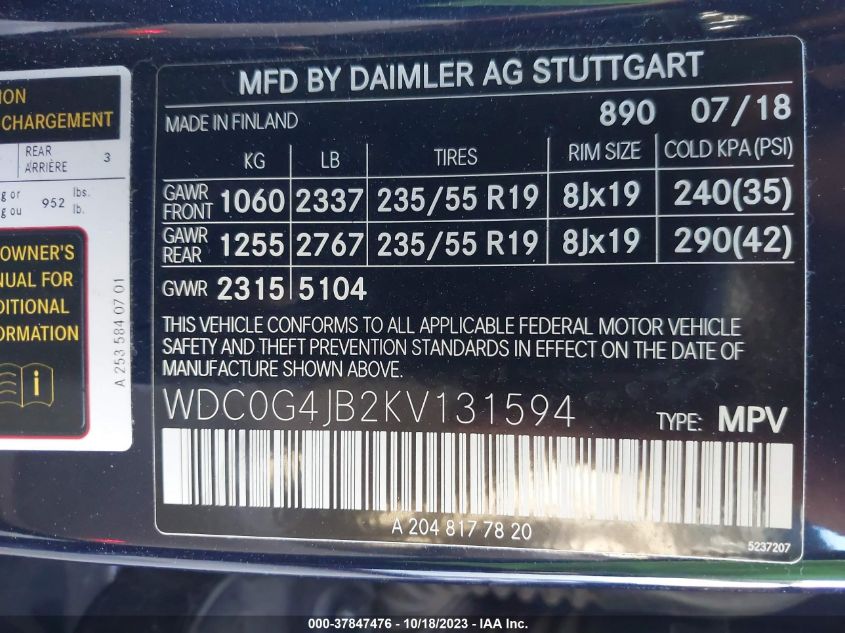 ION
CHARGEMENT
REAR
ARRIÈRE 3
g or
g ou 952 lbs.
lb.
OWNER'S
NUAL FOR
DITIONAL
ORMATION
A 253 584 07 01
MFD BY DAIMLER AG STUTTGART
MADE IN FINLAND 890 07/18
KG LB TIRES RIM SIZE COLD KPA (PSI)
GAWR FRONT 1060 2337 235/55 R19 8Jx19 240(35)
GAWR REAR 1255 2767 235/55 R19 8Jx19 290(42)
GVWR 2315 5104
THIS VEHICLE CONFORMS TO ALL APPLICABLE FEDERAL MOTOR VEHICLE
SAFETY AND THEFT PREVENTION STANDARDS IN EFFECT ON THE DATE OF
MANUFACTURE SHOWN ABOVE.
WDC0G4JB2KV131594 TYPE: MPV
A 204 817 78 20
5237207
000-37847476 - 10/18/2023 - Copyright IAA, Inc.